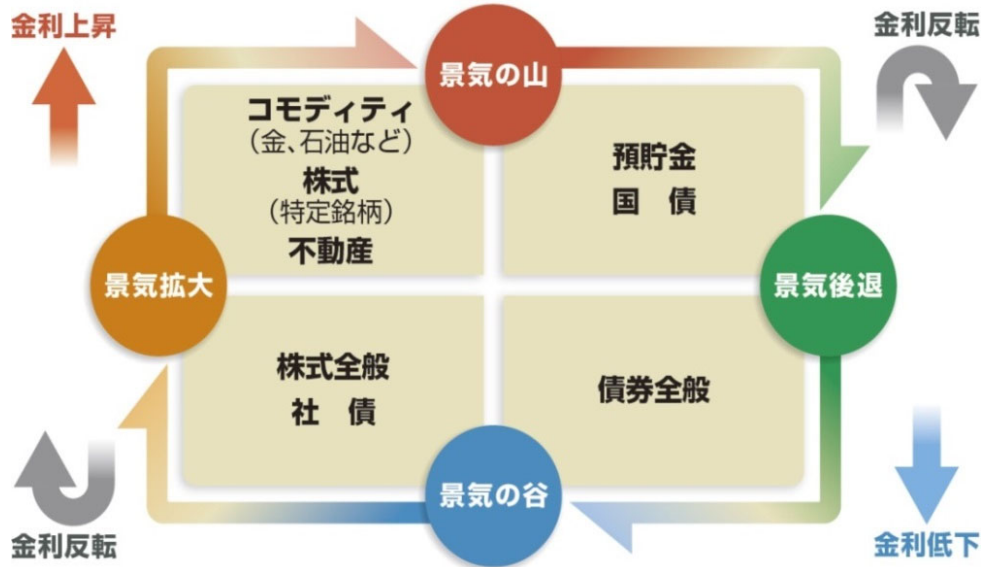 金利上昇
金利反転
景気の山
コモディティ
（金、石油など）
株式
（特定銘柄）
不動産
預貯金
国　債
景気拡大
景気後退
株式全般
社　債
債券全般
景気の谷
金利反転
金利低下